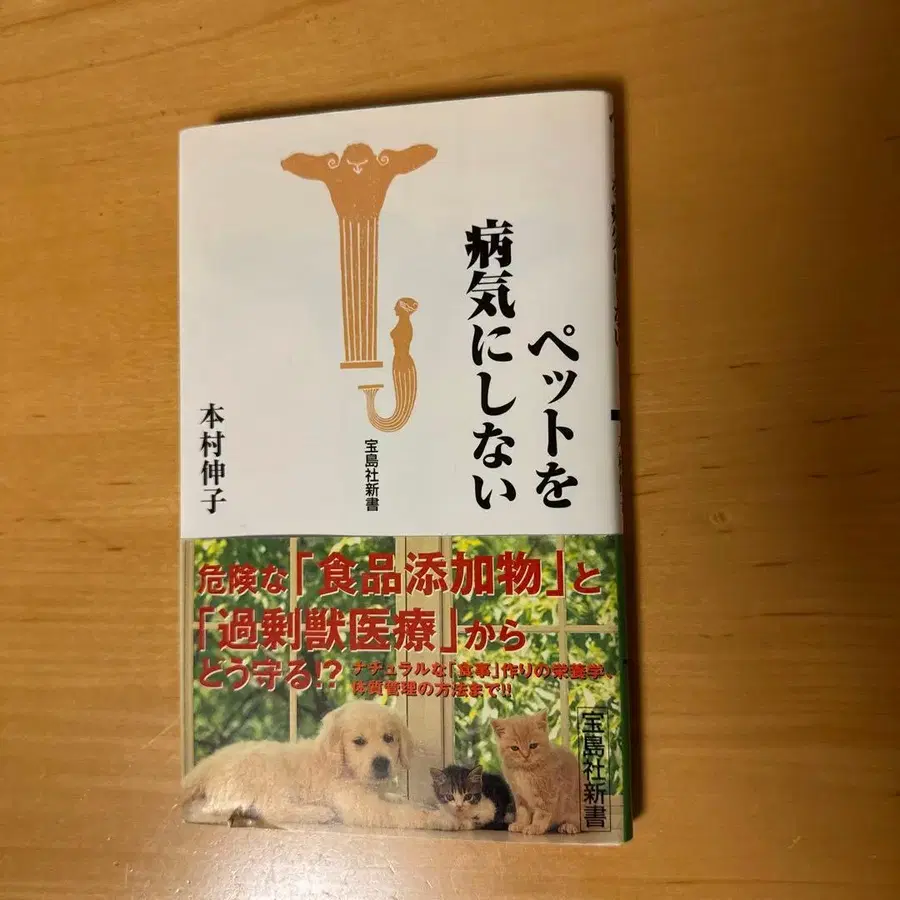 ペットを
病気にしない
本村伸子
宝島社新書
危険な「食品添加物」と
「過剰獣医療」から
どう守る!?
ナチュラルな「食事」作りの栄養学、
体質管理の方法まで!!
宝島社新書